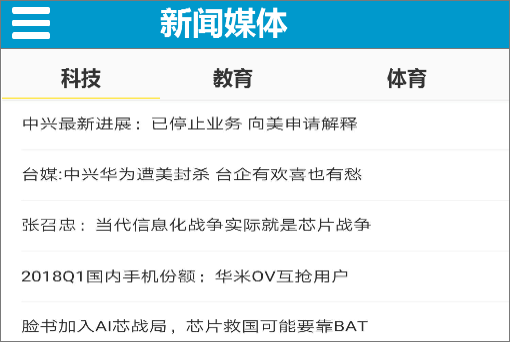 新闻媒体
科技 教育 体育
中兴最新进展：已停止业务 向美申请解释
台媒:中兴华为遭美封杀 台企有欢喜也有愁
张召忠：当代信息化战争实际就是芯片战争
2018Q1国内手机份额：华米OV互抢用户
脸书加入AI芯战局，芯片救国可能要靠BAT